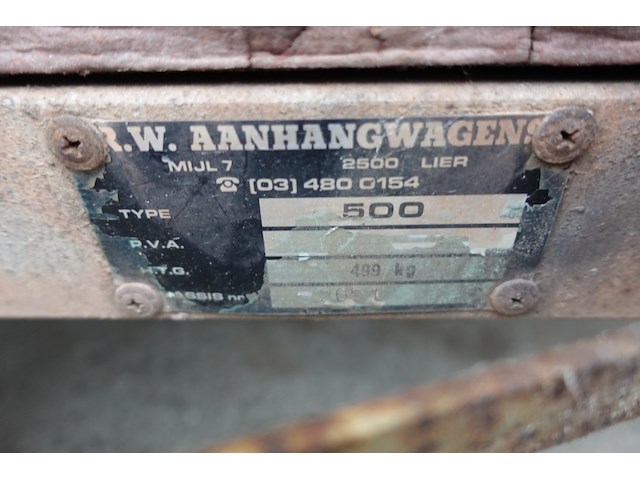 R.W. AANHANGWAGENS
MIJL 7 2500 LIER
☎ (03) 480 0154
TYPE 500
P.V.A.
M.T.G. 499 kg